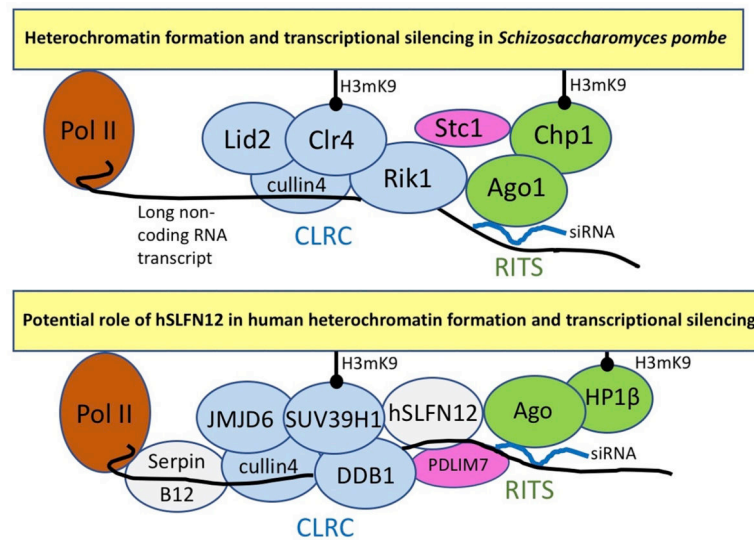 Heterochromatin formation and transcriptional silencing in Schizosaccharomyces pombe
H3mK9
H3mK9
Pol II
Lid2
Clr4
Stc1
Chp1
cullin4
Rik1
Ago1
Long non-
coding RNA
transcript
CLRC
siRNA
RITS
Potential role of hSLFN12 in human heterochromatin formation and transcriptional silencing
H3mK9
H3mK9
Pol II
JMJD6
SUV39H1
hSLFN12
Ago
HP1β
Serpin
B12
cullin4
DDB1
PDLIM7
siRNA
RITS
CLRC